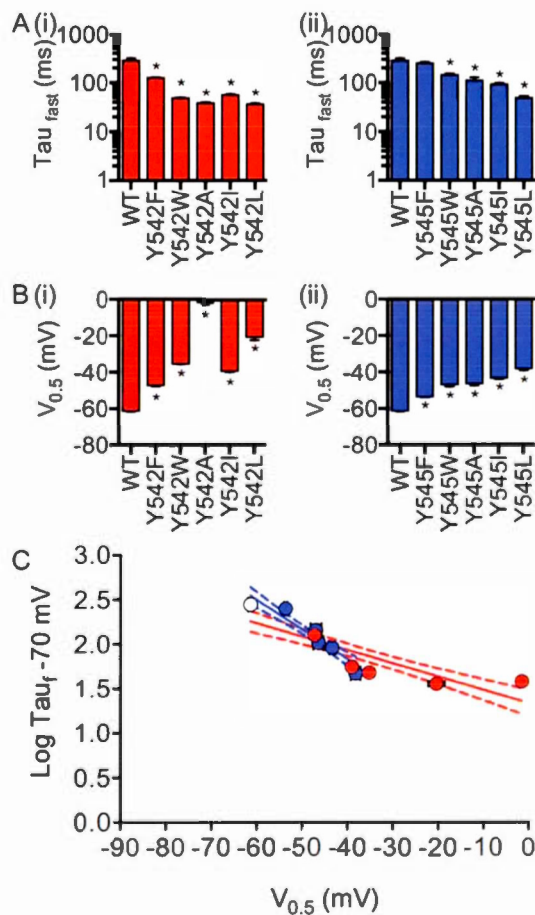 A (i)
Tau fast (ms)
1000
100
10
1
WT
Y542F
Y542W
Y542A
Y542I
Y542L
* * * * *
(ii)
Tau fast (ms)
1000
100
10
1
WT
Y545F
Y545W
Y545A
Y545I
Y545L
* * * *
B (i)
V0.5 (mV)
0
-20
-40
-60
-80
WT
Y542F
Y542W
Y542A
Y542I
Y542L
* * * * *
(ii)
V0.5 (mV)
0
-20
-40
-60
-80
WT
Y545F
Y545W
Y545A
Y545I
Y545L
* * * * *
C
Log Tauf -70 mV
3.0
2.5
2.0
1.5
1.0
0.5
0.0
-90 -80 -70 -60 -50 -40 -30 -20 -10 0
V0.5 (mV)